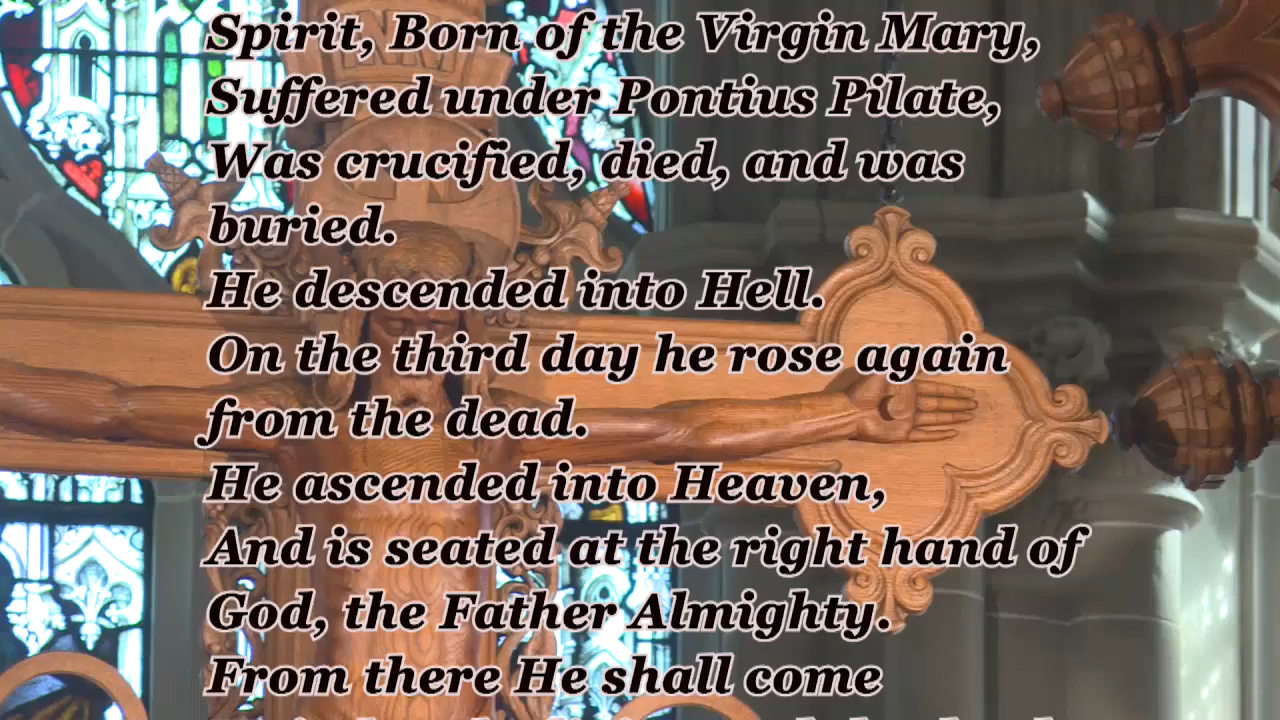 Spirit, Born of the Virgin Mary,
Suffered under Pontius Pilate,
Was crucified, died, and was
buried.
He descended into Hell.
On the third day he rose again
from the dead.
He ascended into Heaven,
And is seated at the right hand of
God, the Father Almighty.
From there He shall come